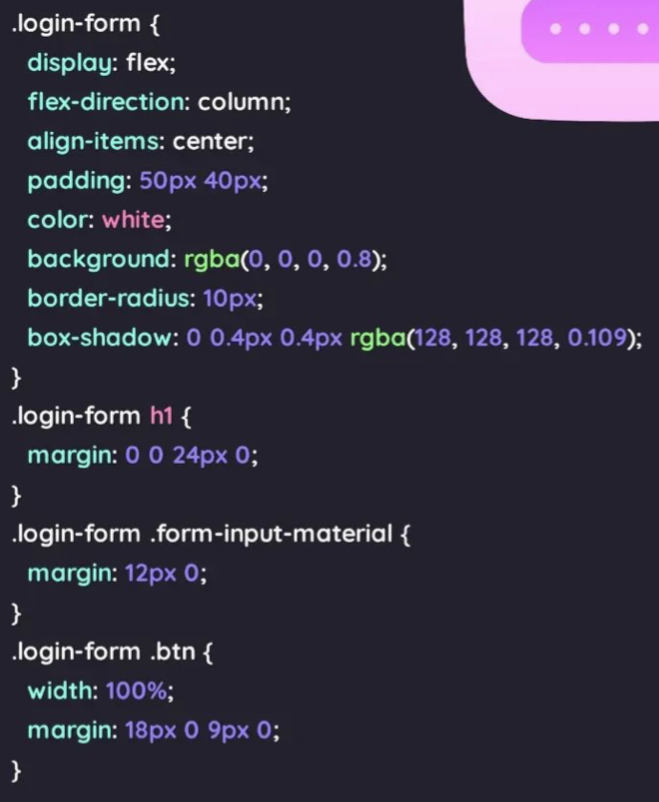 .login-form {
display: flex;
flex-direction: column;
align-items: center;
padding: 50px 40px;
color: white;
background: rgba(0, 0, 0, 0.8);
border-radius: 10px;
box-shadow: 0 0.4px 0.4px rgba(128, 128, 128, 0.109);
}
.login-form h1 {
margin: 0 0 24px 0;
}
.login-form .form-input-material {
margin: 12px 0;
}
.login-form .btn {
width: 100%;
margin: 18px 0 9px 0;
}